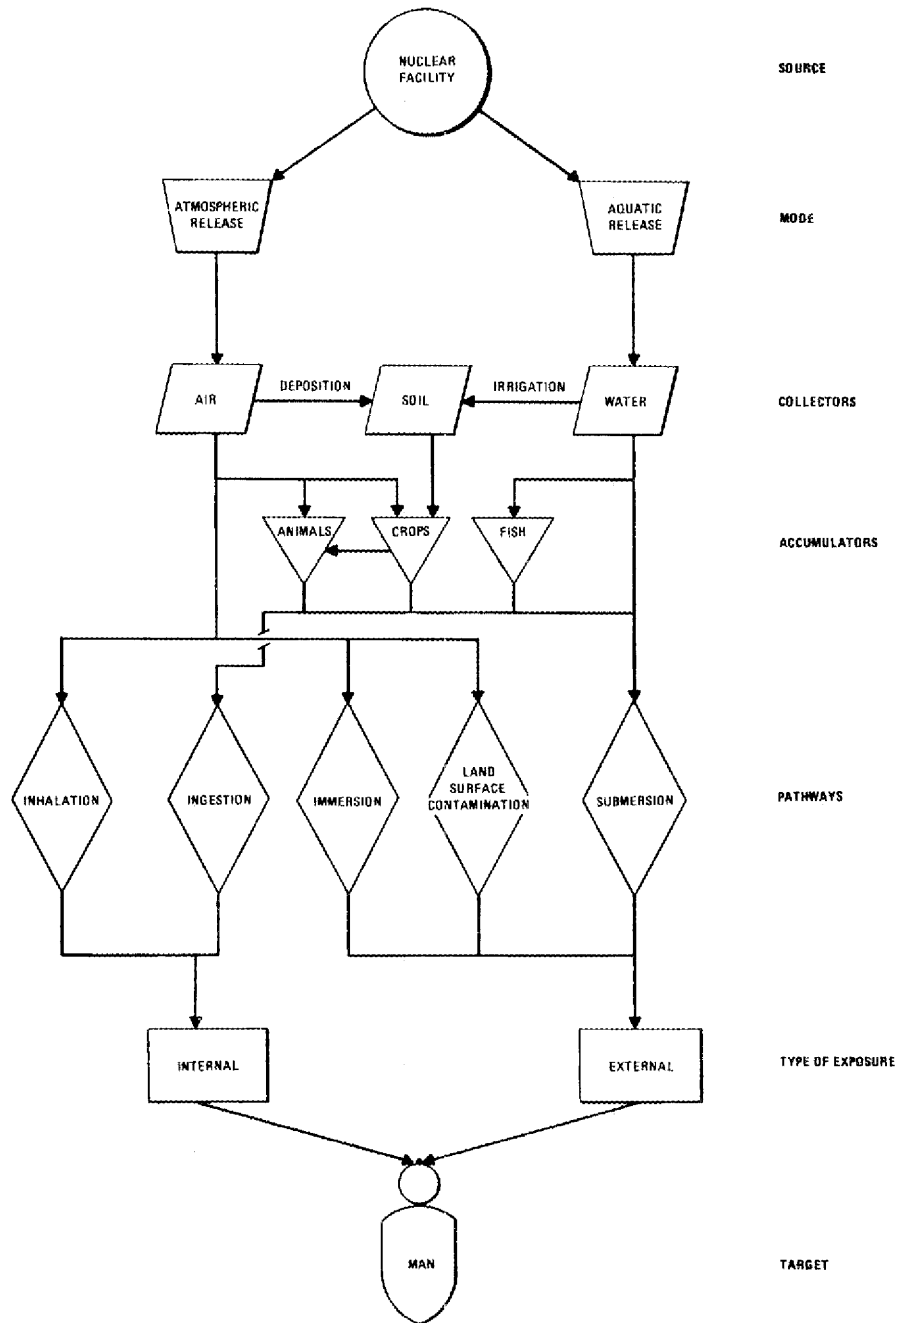 NUCLEAR
FACILITY
SOURCE
ATMOSPHERIC
RELEASE
AQUATIC
RELEASE
MODE
AIR
DEPOSITION
SOIL
IRRIGATION
WATER
COLLECTORS
ANIMALS
CROPS
FISH
ACCUMULATORS
INHALATION
INGESTION
IMMERSION
LAND
SURFACE
CONTAMINATION
SUBMERSION
PATHWAYS
INTERNAL
EXTERNAL
TYPE OF EXPOSURE
MAN
TARGET